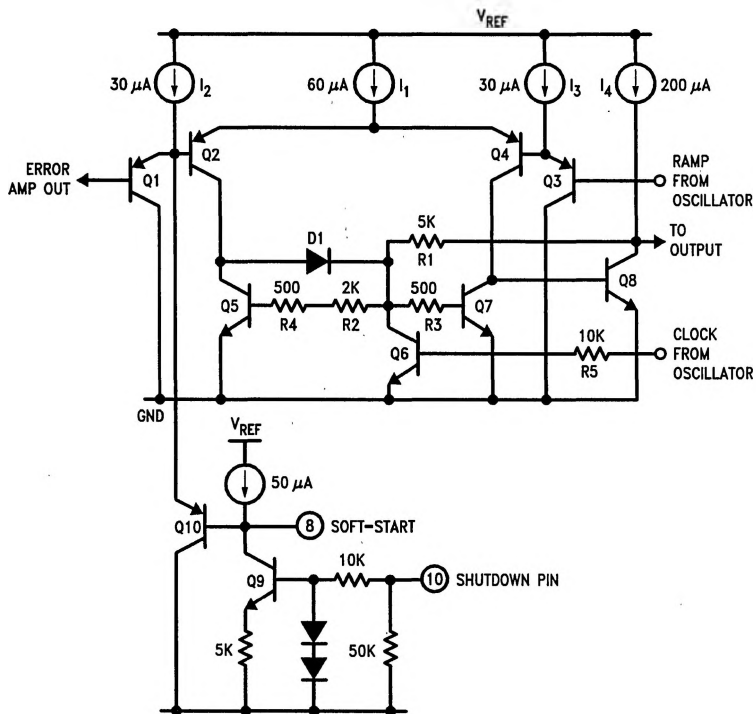 VREF
30 μA I2
60 μA I1
30 μA I3
I4 200 μA
ERROR
AMP OUT
Q1
Q2
Q4
Q3
RAMP
FROM
OSCILLATOR
D1
5K
R1
TO
OUTPUT
Q5
500
R4
2K
R2
500
R3
Q7
Q8
Q6
10K
R5
CLOCK
FROM
OSCILLATOR
GND
VREF
50 μA
Q10
8 SOFT-START
Q9
10K
10 SHUTDOWN PIN
5K
50K